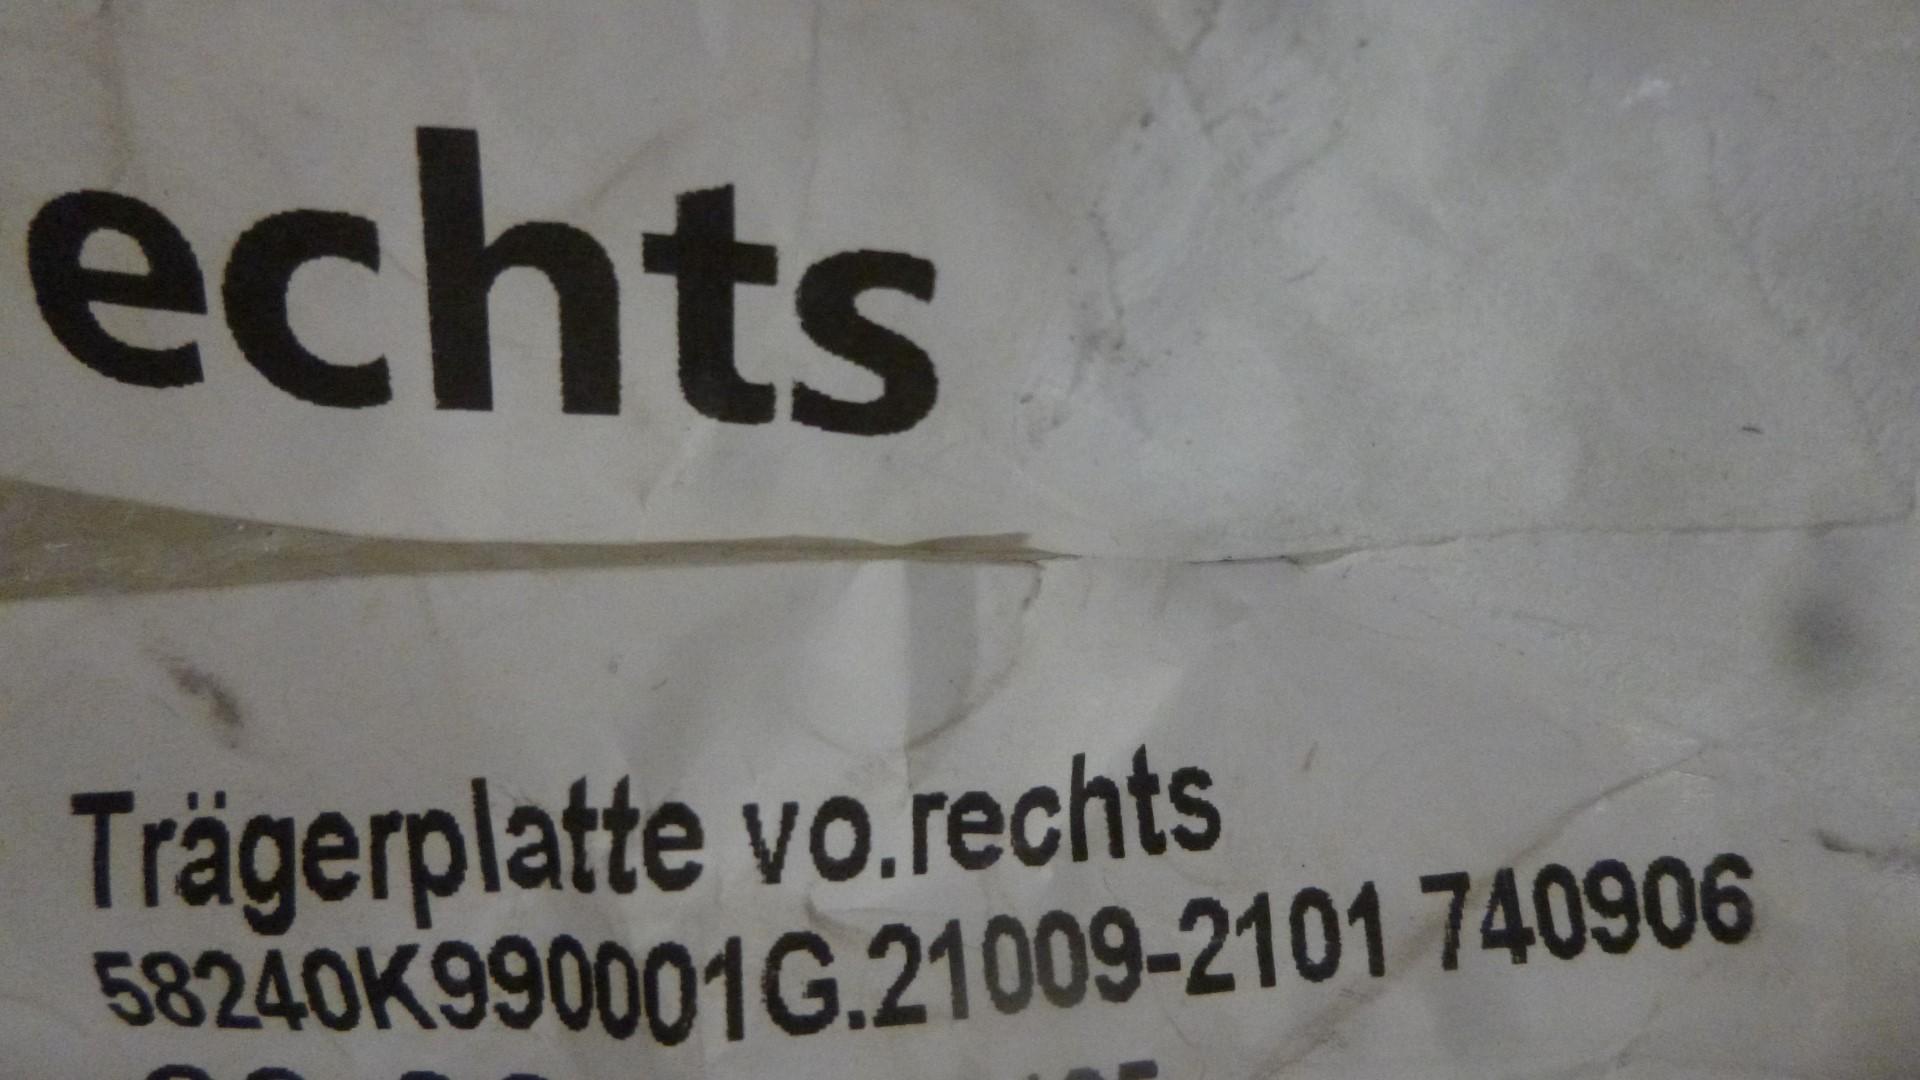 echts
Trägerplatte vo.rechts
58240K990001G.21009-2101 740906